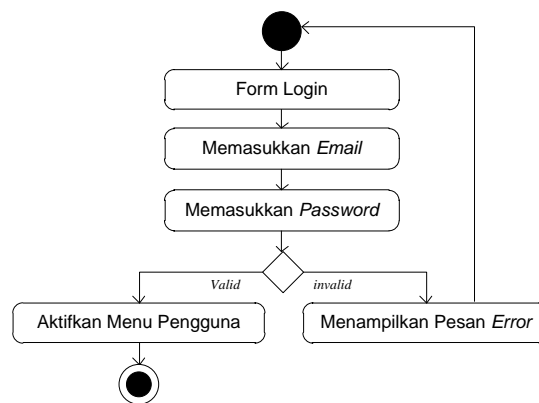 Form Login
Memasukkan Email
Memasukkan Password
Valid
invalid
Aktifkan Menu Pengguna
Menampilkan Pesan Error